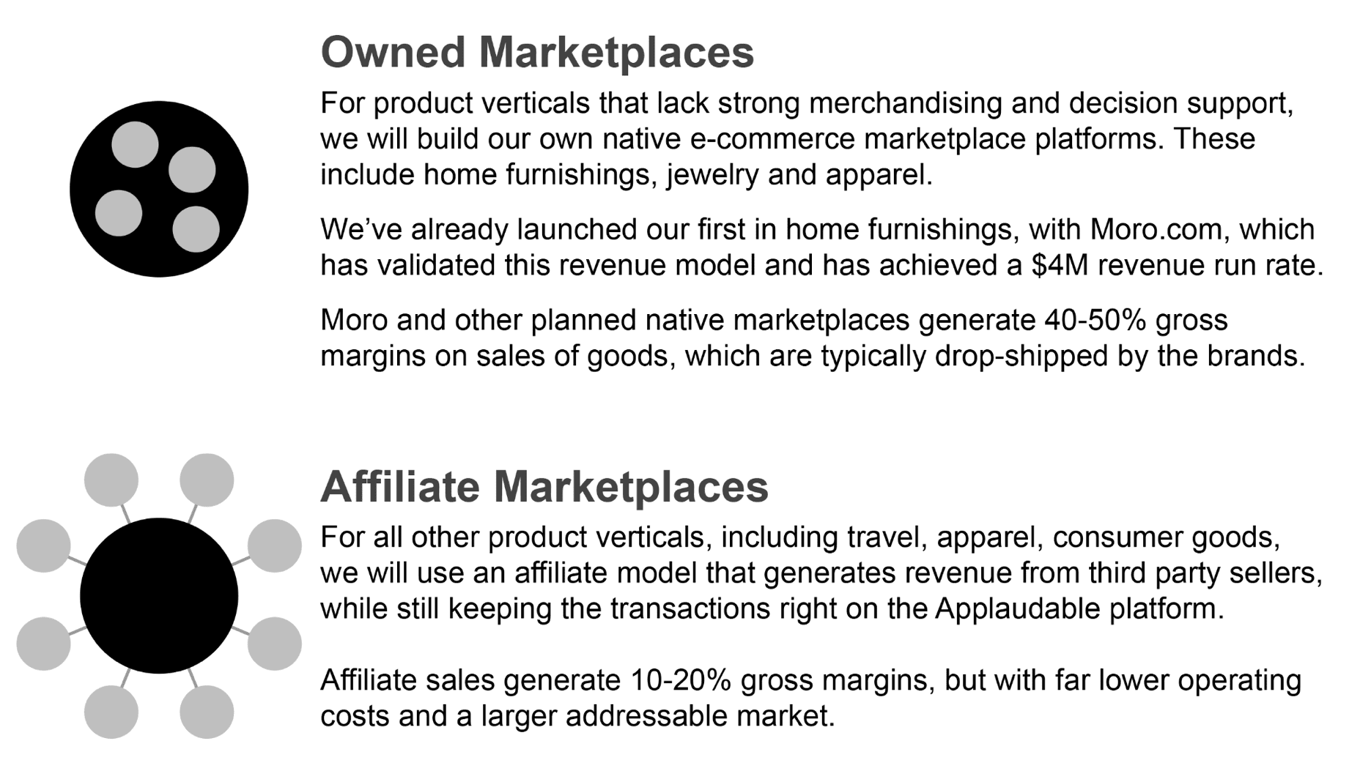 Owned Marketplaces
For product verticals that lack strong merchandising and decision support,
we will build our own native e-commerce marketplace platforms. These
include home furnishings, jewelry and apparel.
We’ve already launched our first in home furnishings, with Moro.com, which
has validated this revenue model and has achieved a $4M revenue run rate.
Moro and other planned native marketplaces generate 40-50% gross
margins on sales of goods, which are typically drop-shipped by the brands.
Affiliate Marketplaces
For all other product verticals, including travel, apparel, consumer goods,
we will use an affiliate model that generates revenue from third party sellers,
while still keeping the transactions right on the Applaudable platform.
Affiliate sales generate 10-20% gross margins, but with far lower operating
costs and a larger addressable market.